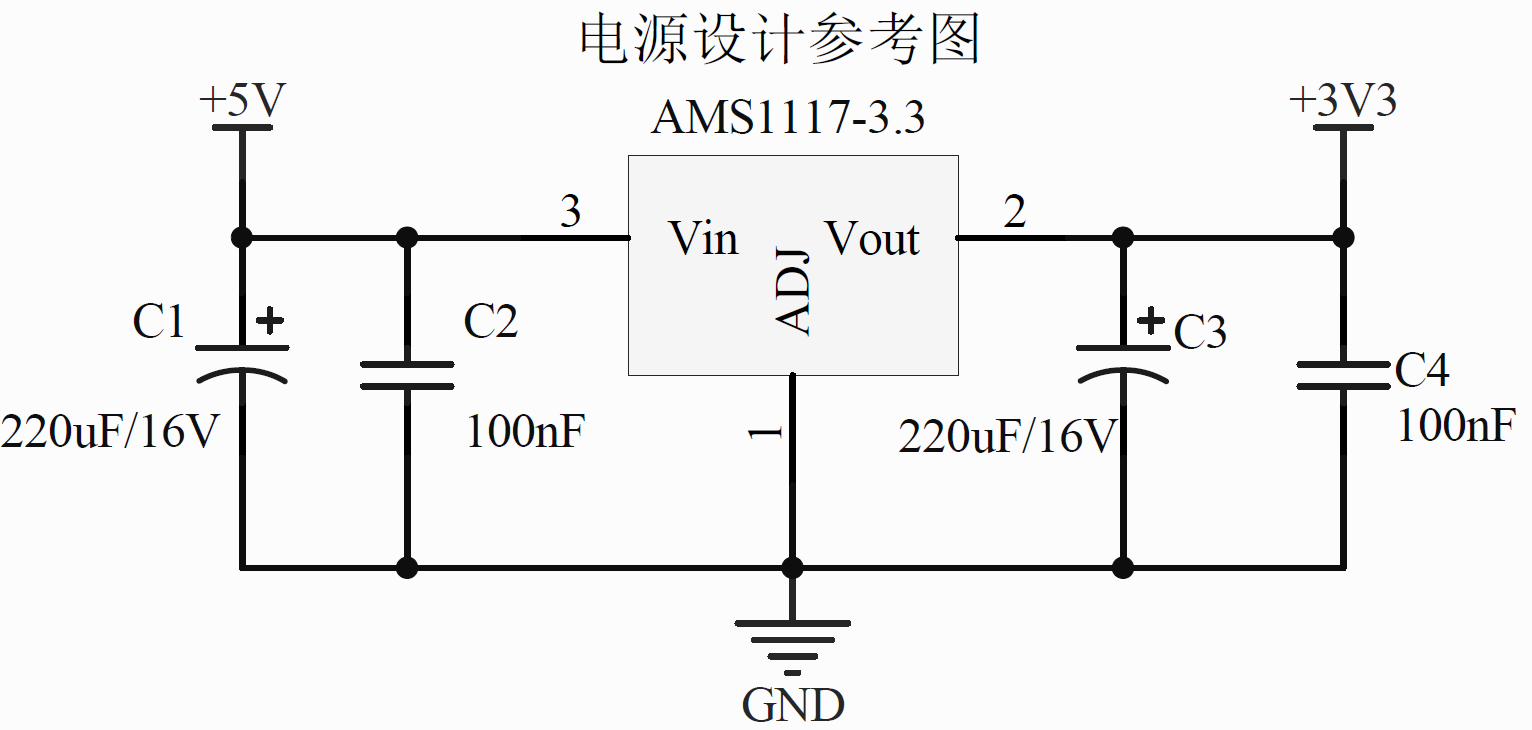 电源设计参考图
AMS1117-3.3
+5V
+3V3
3
Vin
Vout
2
ADJ
1
C1
+
220uF/16V
C2
100nF
+
C3
220uF/16V
C4
100nF
GND